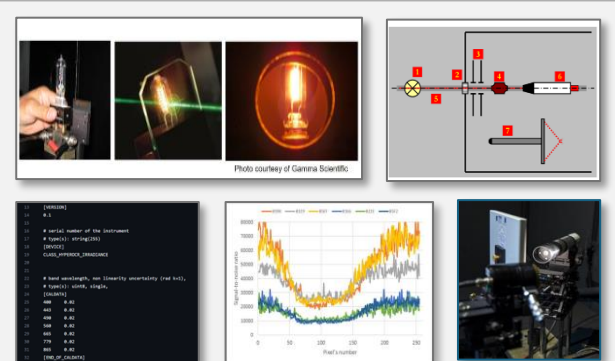 Photo courtesy of Gamma Scientific
1
2
3
4
5
6
7
[VERSION]
0.1
# serial number of the instrument
# type(s): string(255)
[DEVICE]
CLASS_HYPEROCR_IRRADIANCE
# band wavelength, non linearity uncertainty (rad k=1),
# type(s): uint8, single,
[CALDATA]
400 0.02
443 0.02
490 0.02
560 0.02
665 0.02
779 0.02
865 0.02
[END_OF_CALDATA]
Signal-to-noise ratio
80000
70000
60000
50000
40000
30000
20000
10000
0
0 50 100 150 200 250
Pixel's number